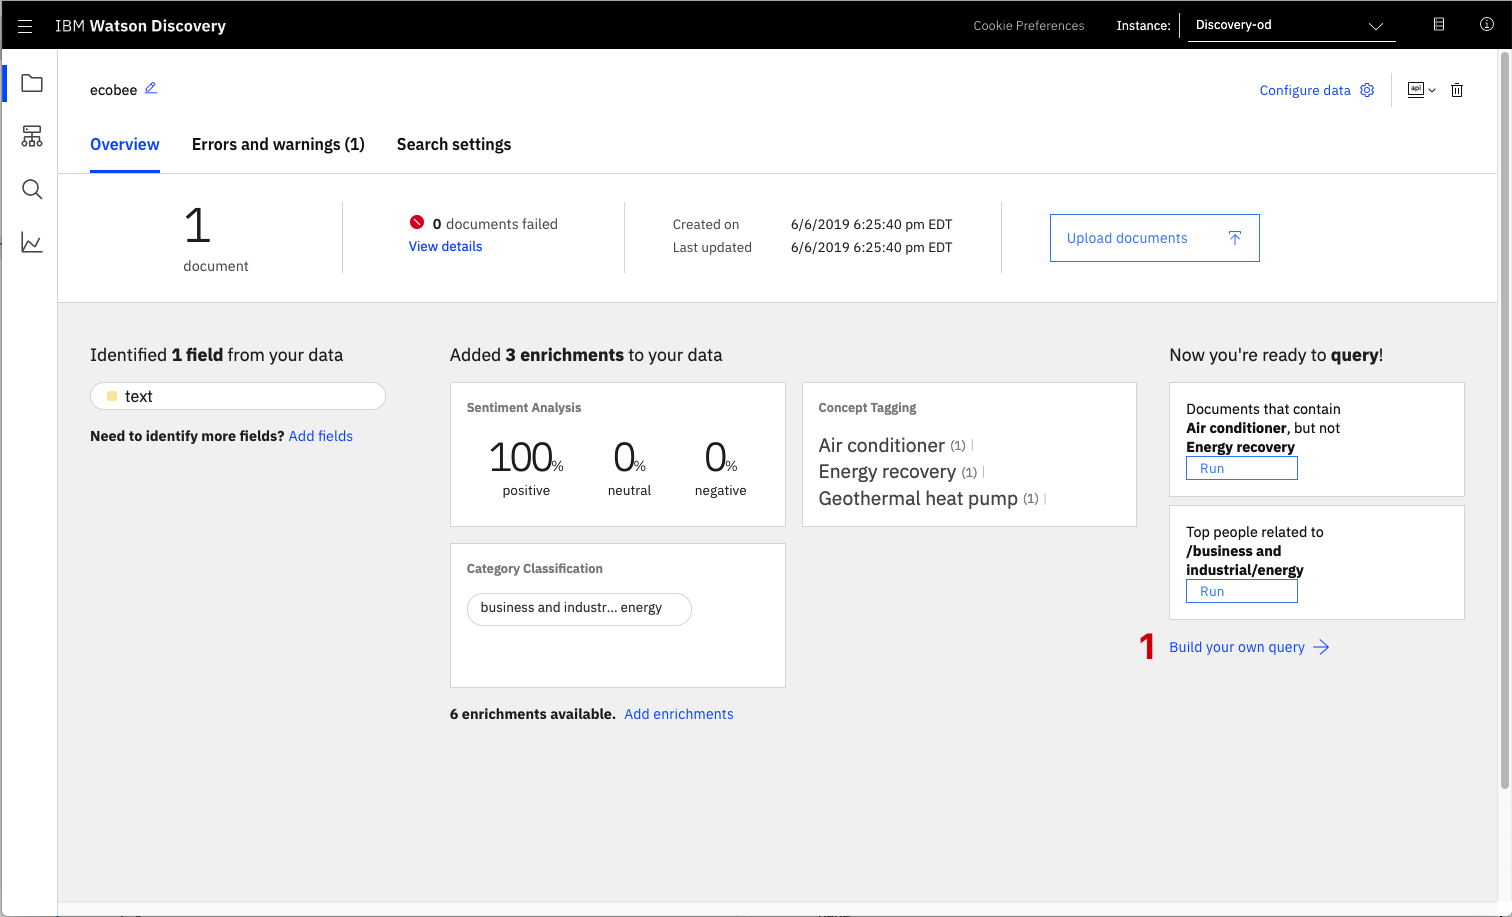 IBM Watson Discovery
Cookie Preferences
Instance:
Discovery-od
ecobee
Configure data
api
Overview
Errors and warnings (1)
Search settings
1
document
0 documents failed
View details
Created on 6/6/2019 6:25:40 pm EDT
Last updated 6/6/2019 6:25:40 pm EDT
Upload documents
Identified 1 field from your data
text
Need to identify more fields? Add fields
Added 3 enrichments to your data
Sentiment Analysis
100% 0% 0%
positive neutral negative
Concept Tagging
Air conditioner (1) |
Energy recovery (1) |
Geothermal heat pump (1) |
Category Classification
business and industr... energy
6 enrichments available. Add enrichments
Now you're ready to query!
Documents that contain
Air conditioner, but not
Energy recovery
Run
Top people related to
/business and
industrial/energy
Run
1 Build your own query